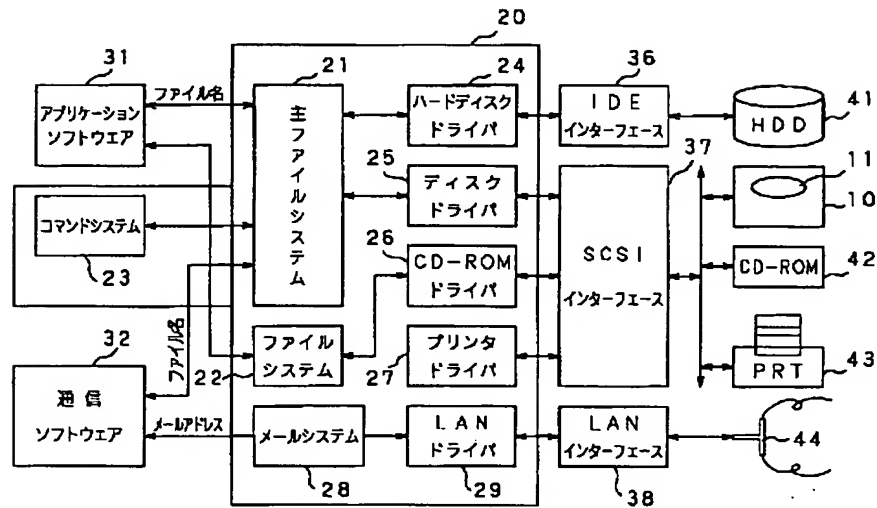 20
31
アプリケーション
ソフトウエア
ファイル名
21
主ファイルシステム
24
ハードディスク
ドライバ
36
IDE
インターフェース
HDD
41
25
ディスク
ドライバ
37
SCSI
インターフェース
11
10
コマンドシステム
23
26
CD-ROM
ドライバ
CD-ROM
42
32
通信
ソフトウエア
ファイル名
メールアドレス
ファイル
システム
22
27
プリンタ
ドライバ
PRT
43
メールシステム
28
LAN
ドライバ
29
LAN
インターフェース
38
44